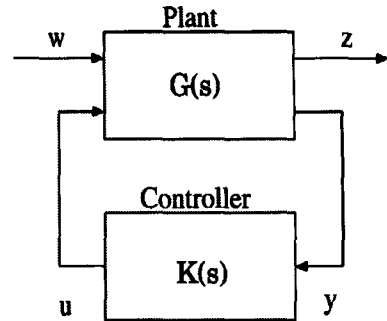 Plant
w
z
G(s)
Controller
K(s)
u
y